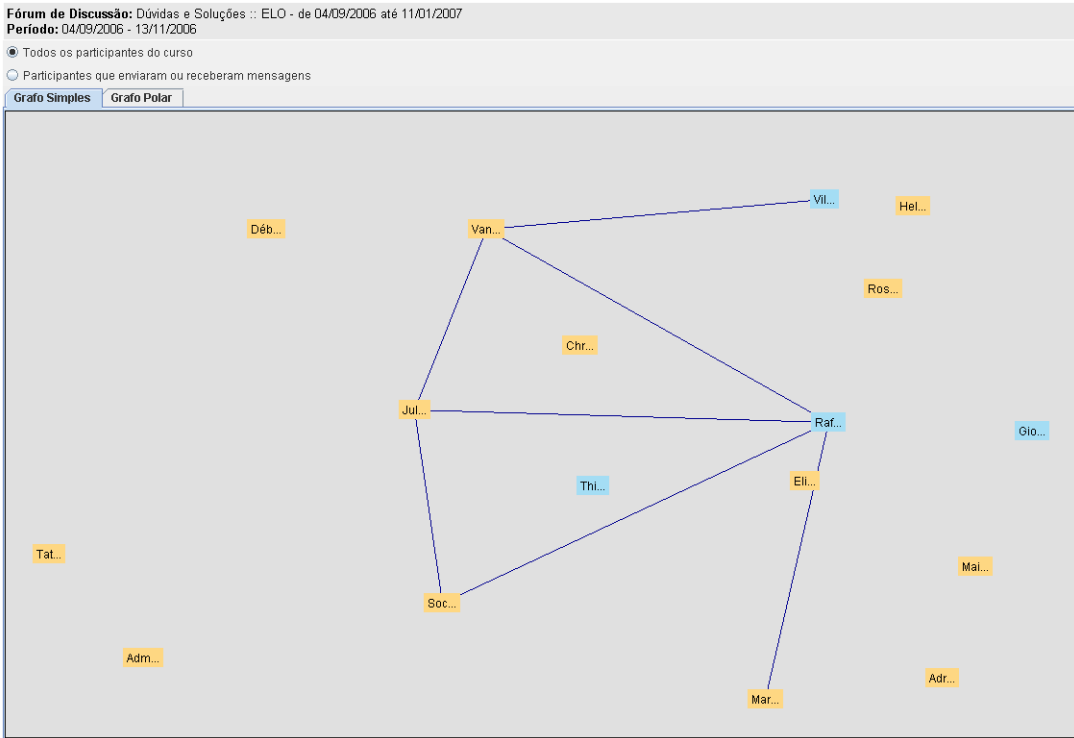 Fórum de Discussão: Dúvidas e Soluções :: ELO - de 04/09/2006 até 11/01/2007
Período: 04/09/2006 - 13/11/2006
Todos os participantes do curso
Participantes que enviaram ou receberam mensagens
Grafo Simples Grafo Polar
Vil...
Hel...
Déb...
Van...
Ros...
Chr...
Jul...
Raf...
Gio...
Eli...
Thi...
Tat...
Mai...
Soc...
Adm...
Adr...
Mar...